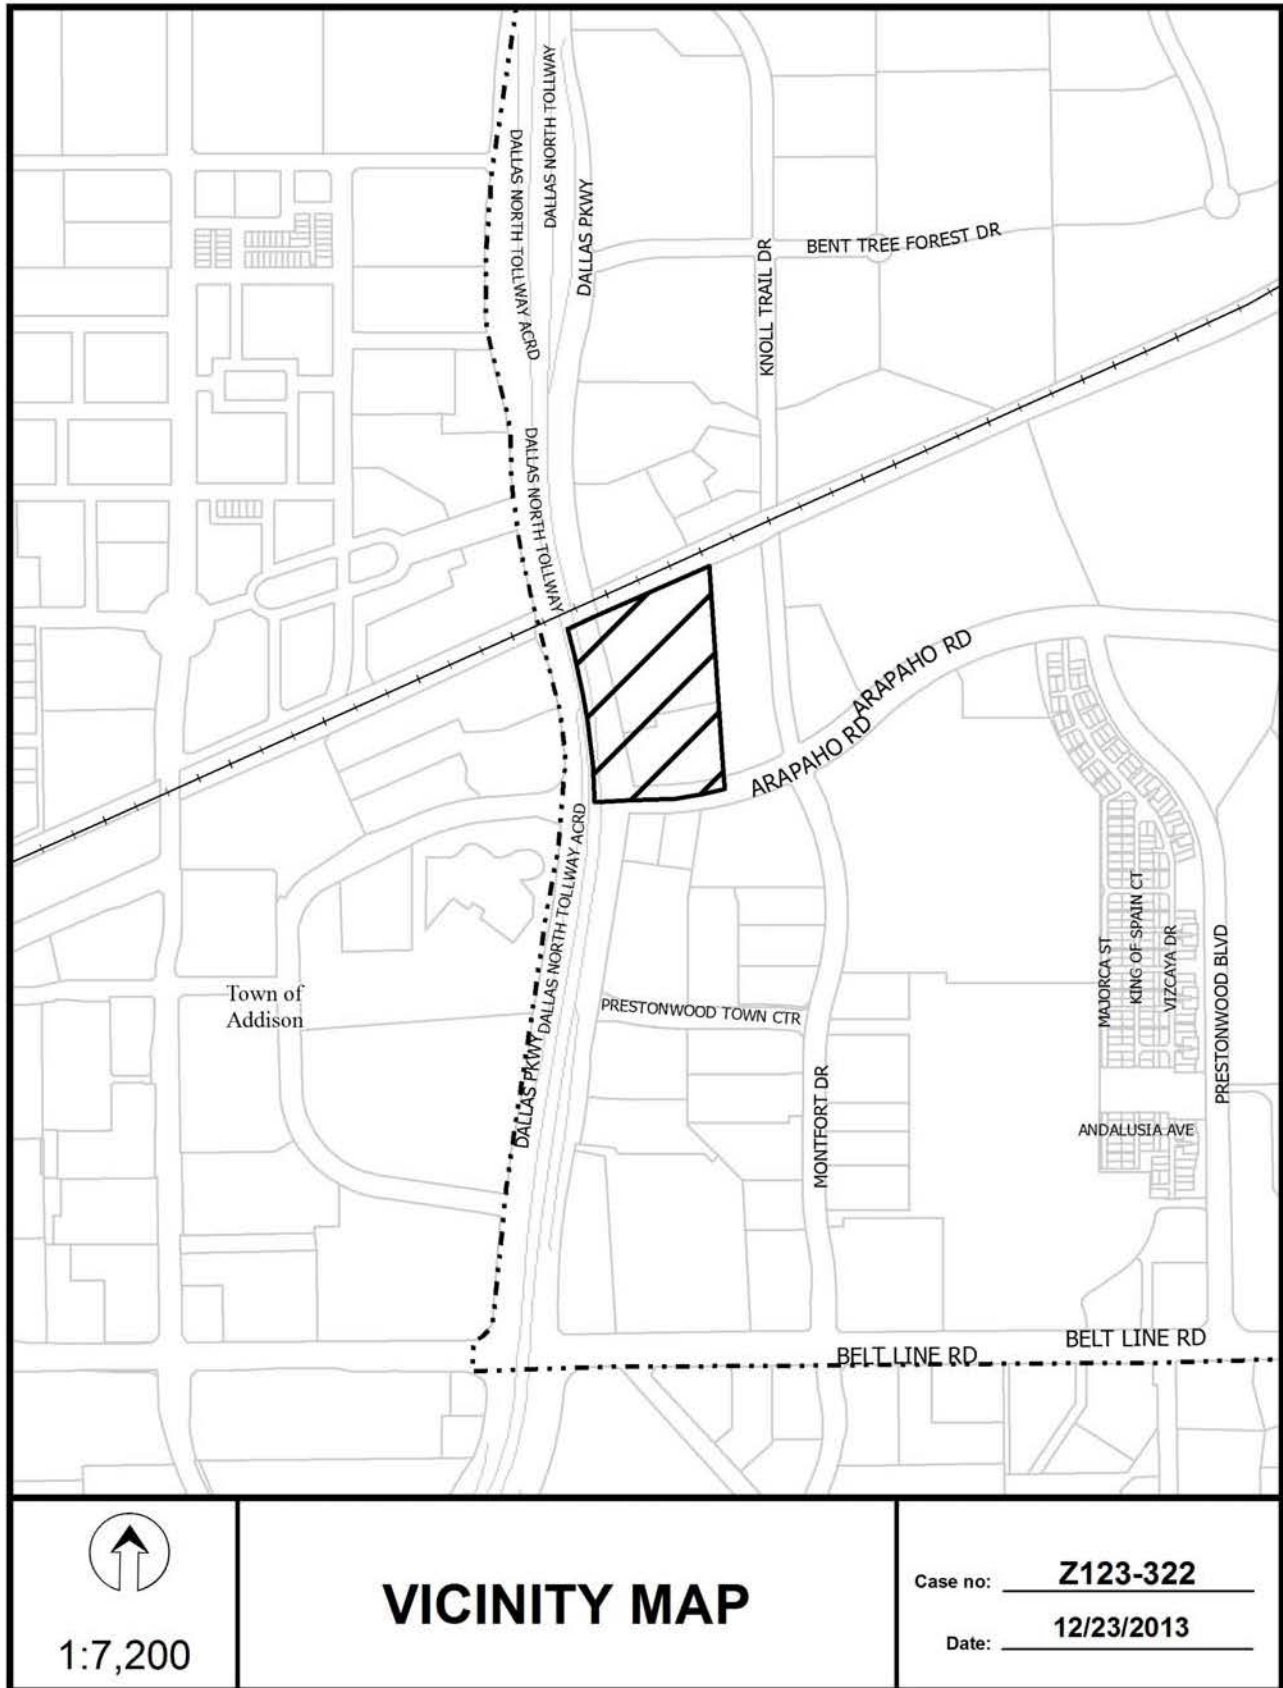 DALLAS NORTH TOLLWAY
DALLAS NORTH TOLLWAY ACRD
DALLAS PKWY
BENT TREE FOREST DR
KNOLL TRAIL DR
DALLAS NORTH TOLLWAY
ARAPAHO RD
ARAPAHO RD
DALLAS NORTH TOLLWAY ACRD
MAJORCA ST
KING OF SPAIN CT
VIZCAYA DR
PRESTONWOOD BLVD
Town of
Addison
PRESTONWOOD TOWN CTR
DALLAS PKWY
MONTFORT DR
ANDALUSIA AVE
BELT LINE RD
BELT LINE RD
1:7,200
VICINITY MAP
Case no: Z123-322
Date: 12/23/2013